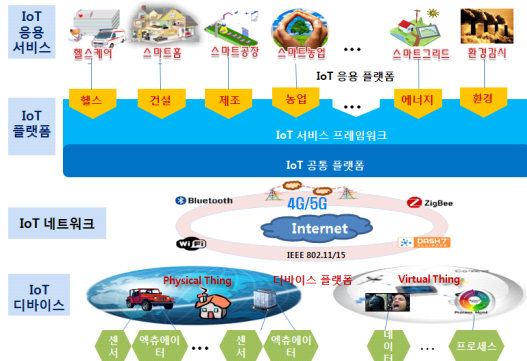 IoT
응용
서비스
헬스케어
스마트홈
스마트공장
스마트농업
...
스마트그리드
환경감시
IoT 응용 플랫폼
IoT
플랫폼
헬스
건설
제조
농업
...
에너지
환경
IoT 서비스 프레임워크
IoT 공통 플랫폼
IoT 네트워크
Bluetooth
4G/5G
ZigBee
Internet
WiFi
DASH7
IEEE 802.11/15
IoT
디바이스
Physical Thing
디바이스 플랫폼
Virtual Thing
센서
엑츄에이터
...
센서
엑츄에이터
데이터
...
프로세스